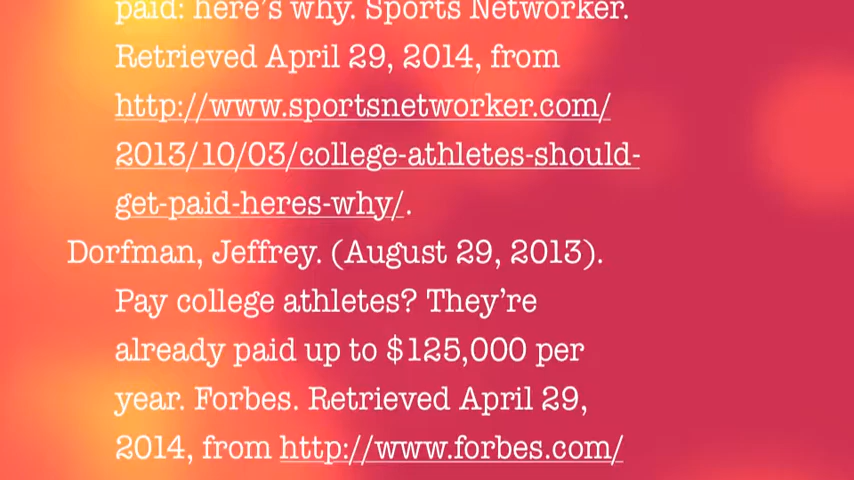 paid: here's why. Sports Networker.
Retrieved April 29, 2014, from
http://www.sportsnetworker.com/
2013/10/03/college-athletes-should-
get-paid-heres-why/.
Dorfman, Jeffrey. (August 29, 2013).
Pay college athletes? They're
already paid up to $125,000 per
year. Forbes. Retrieved April 29,
2014, from http://www.forbes.com/